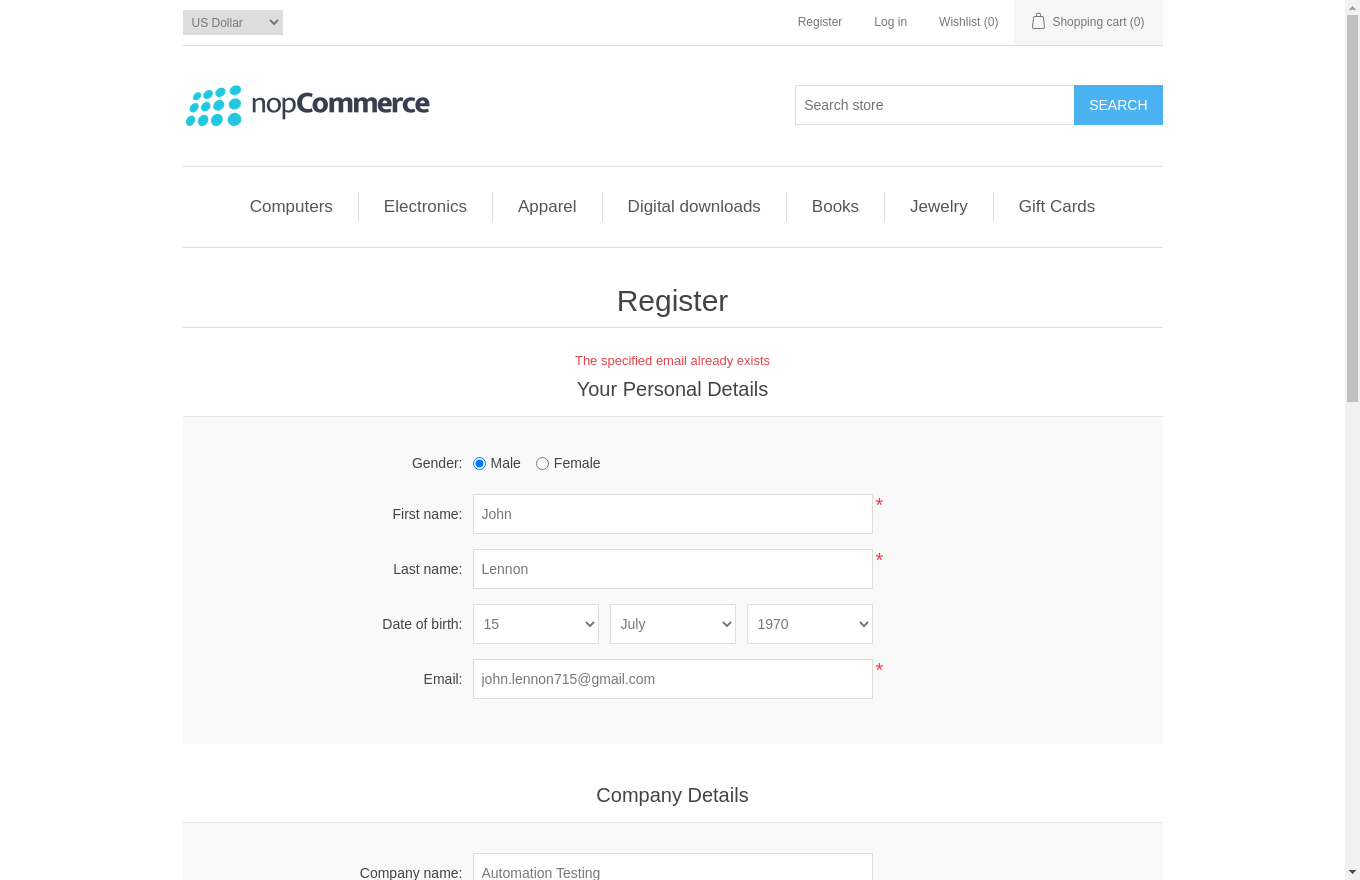 US Dollar
Register
Log in
Wishlist (0)
Shopping cart (0)
nopCommerce
Search store
SEARCH
Computers
Electronics
Apparel
Digital downloads
Books
Jewelry
Gift Cards
Register
The specified email already exists
Your Personal Details
Gender: Male Female
First name: John *
Last name: Lennon *
Date of birth: 15 July 1970
Email: john.lennon715@gmail.com *
Company Details
Company name: Automation Testing